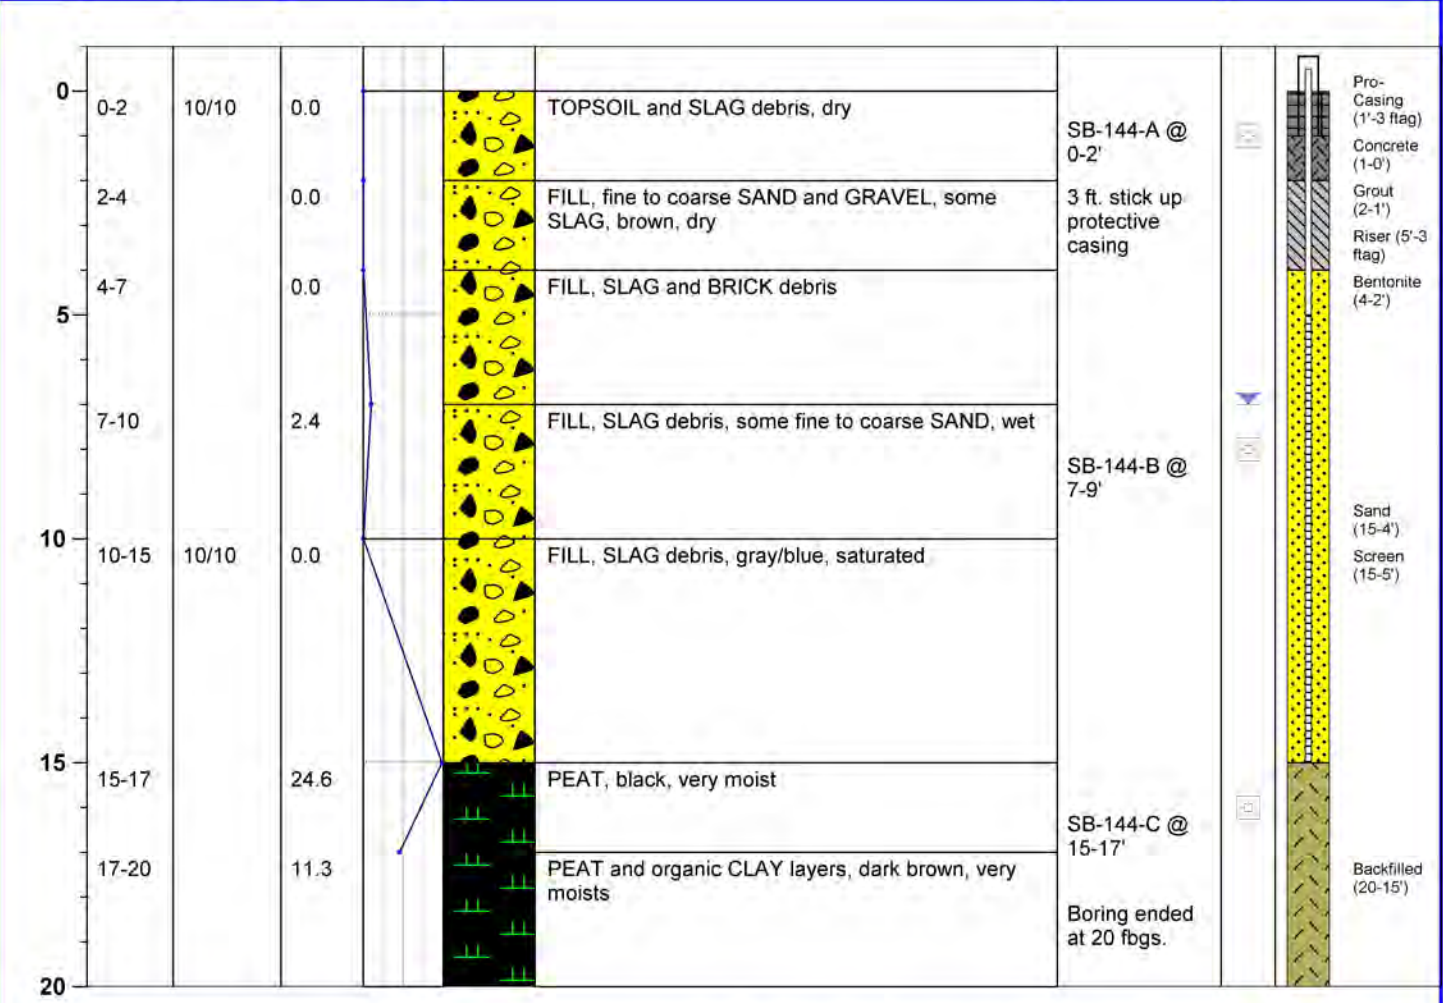 0
0-2 10/10 0.0 TOPSOIL and SLAG debris, dry
SB-144-A @
0-2'
Pro-
Casing
(1'-3 ftag)
Concrete
(1-0')
2-4 0.0 FILL, fine to coarse SAND and GRAVEL, some
SLAG, brown, dry
3 ft. stick up
protective
casing
Grout
(2-1')
Riser (5'-3
ftag)
4-7 0.0 FILL, SLAG and BRICK debris
Bentonite
(4-2')
5
7-10 2.4 FILL, SLAG debris, some fine to coarse SAND, wet
SB-144-B @
7-9'
Sand
(15-4')
10
10-15 10/10 0.0 FILL, SLAG debris, gray/blue, saturated
Screen
(15-5')
15
15-17 24.6 PEAT, black, very moist
SB-144-C @
15-17'
17-20 11.3 PEAT and organic CLAY layers, dark brown, very
moists
Backfilled
(20-15')
Boring ended
at 20 fbgs.
20